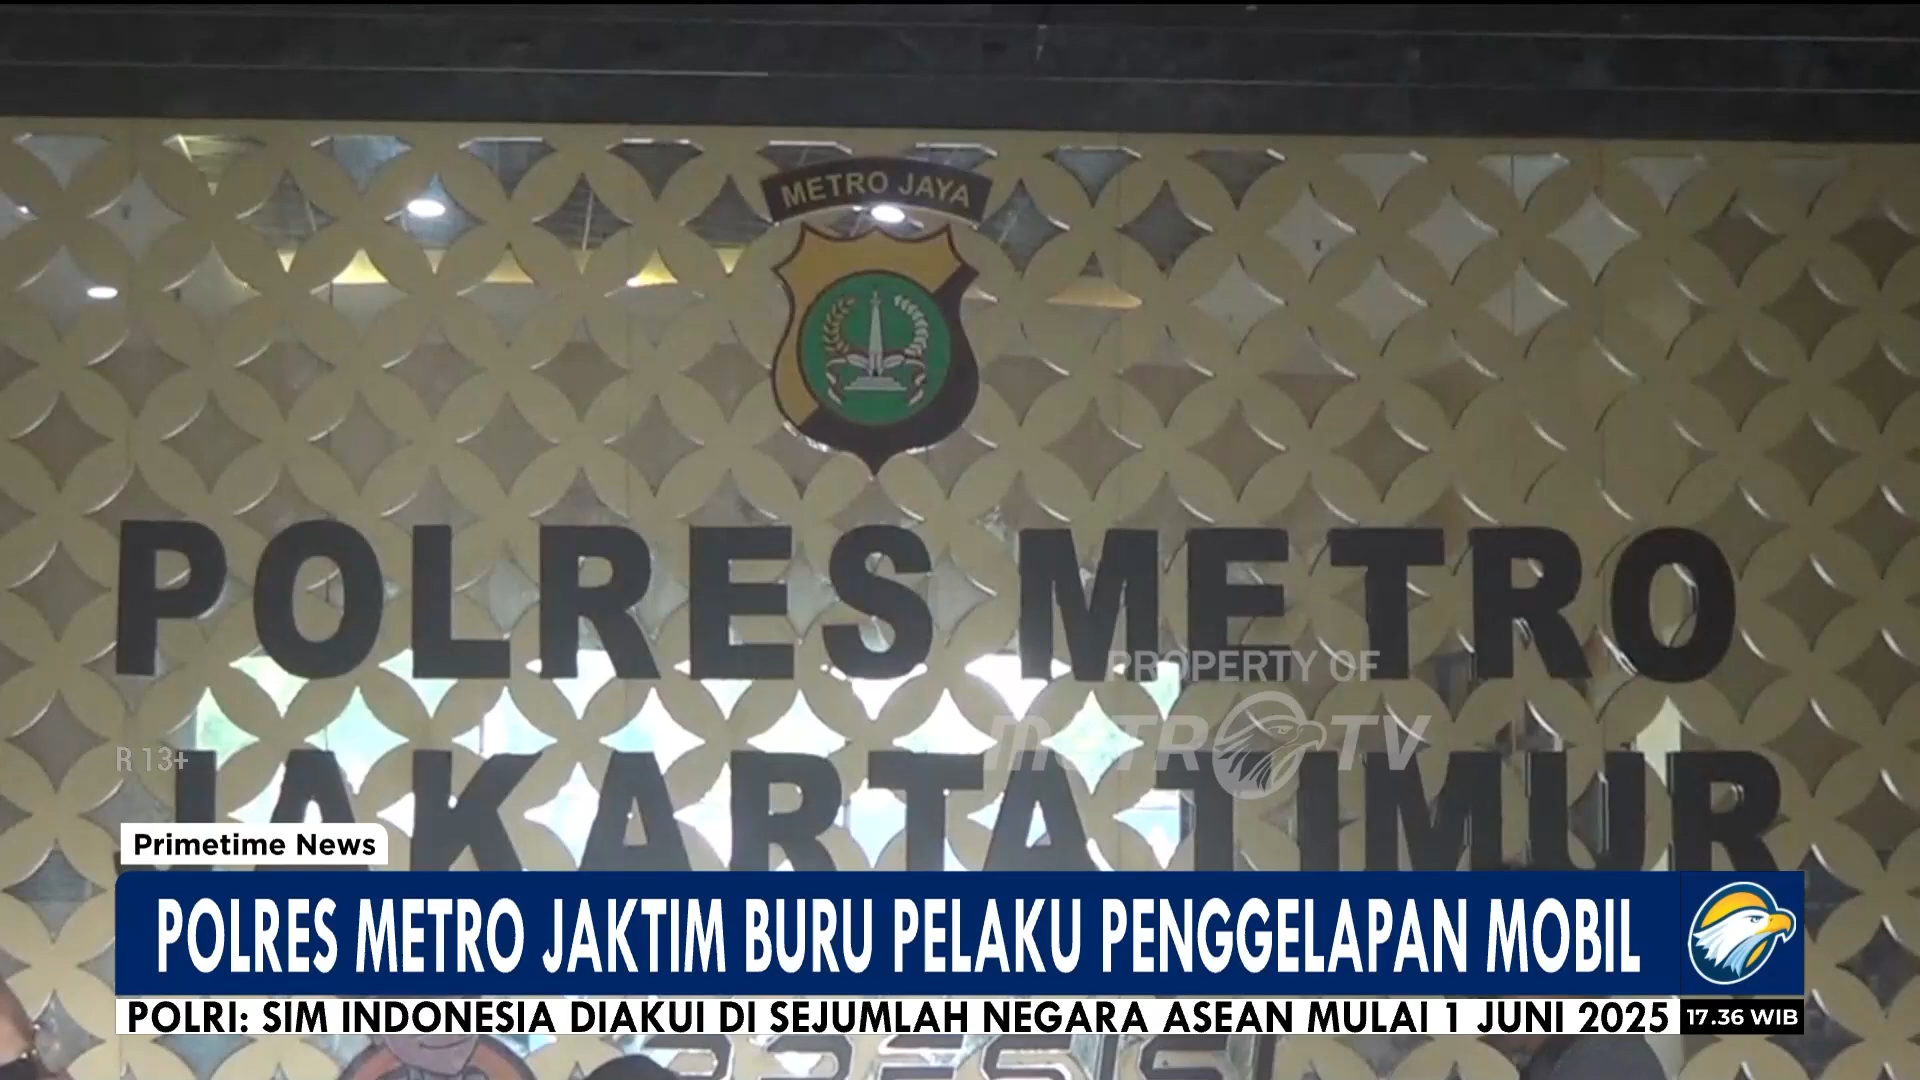 METRO JAYA
POLRES METRO
JAKARTA TIMUR
PROPERTY OF
METRO TV
R 13+
Primetime News
POLRES METRO JAKTIM BURU PELAKU PENGGELAPAN MOBIL
POLRI: SIM INDONESIA DIAKUI DI SEJUMLAH NEGARA ASEAN MULAI 1 JUNI 2025
17.36 WIB